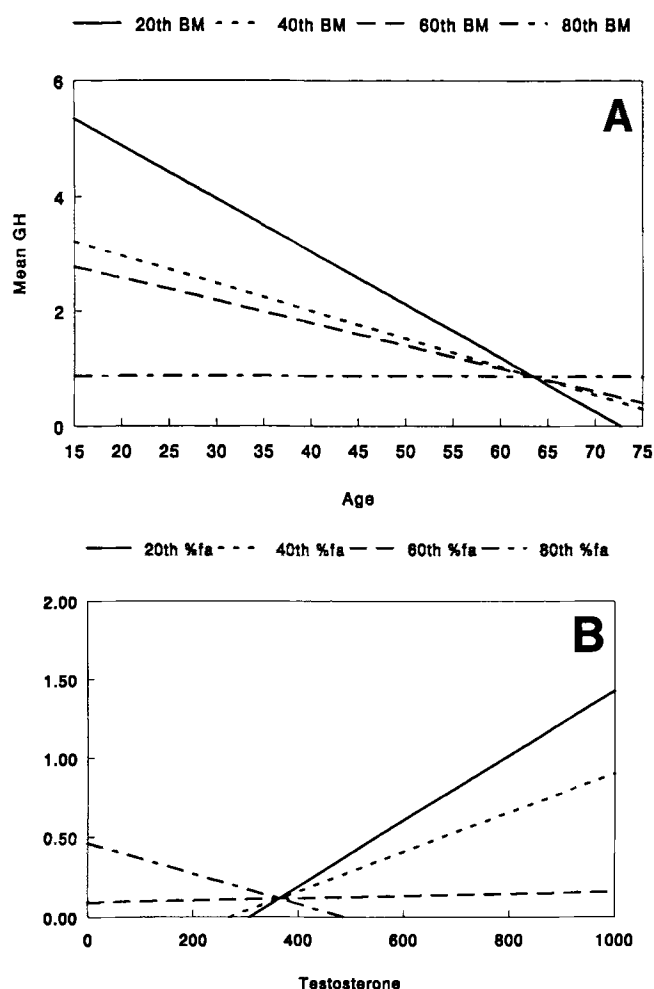 20th BM 40th BM 60th BM 80th BM
A
6
4
2
0
Mean GH
15 20 25 30 35 40 45 50 55 60 65 70 75
Age
20th %fa 40th %fa 60th %fa 80th %fa
B
2.00
1.50
1.00
0.50
0.00
0 200 400 600 800 1000
Testosterone